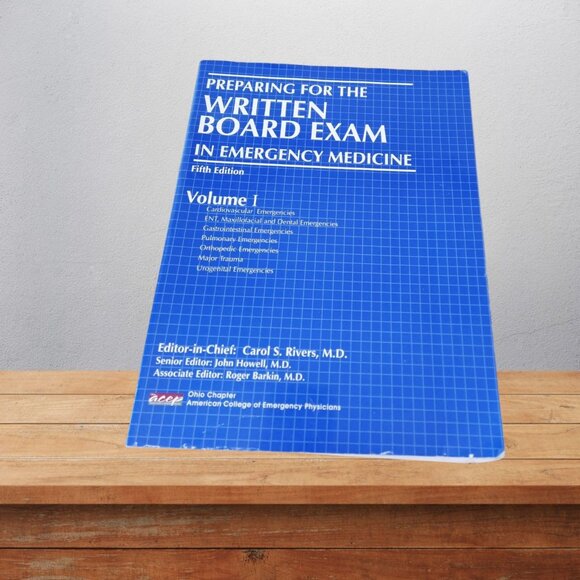 PREPARING FOR THE
WRITTEN
BOARD EXAM
IN EMERGENCY MEDICINE
Fifth Edition
Volume I
Cardiovascular Emergencies
ENT, Maxillofacial and Dental Emergencies
Gastrointestinal Emergencies
Pulmonary Emergencies
Orthopedic Emergencies
Major Trauma
Urogenital Emergencies
Editor-in-Chief: Carol S. Rivers, M.D.
Senior Editor: John Howell, M.D.
Associate Editor: Roger Barkin, M.D.
acep
Ohio Chapter
American College of Emergency Physicians